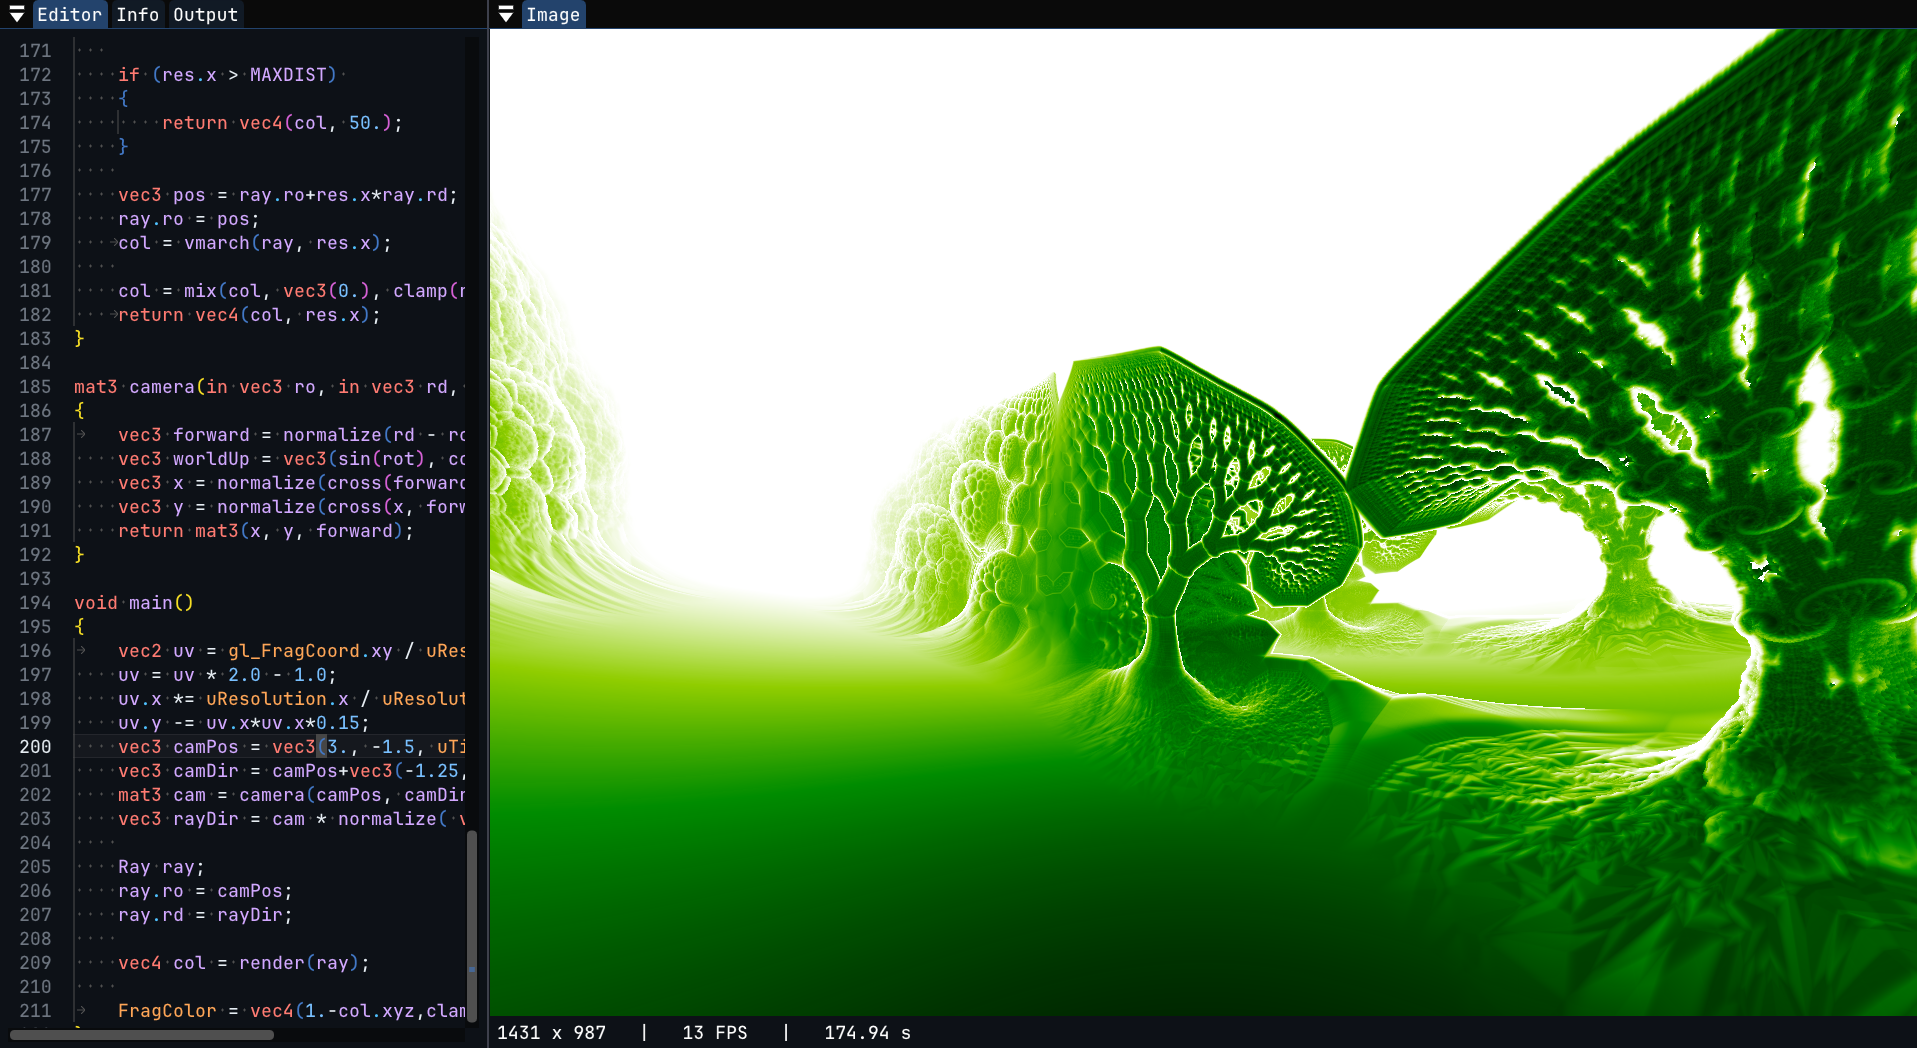 Editor Info Output
171
172 if (res.x > MAXDIST)
173 {
174 return vec4(col, 50.);
175 }
176
177 vec3 pos = ray.ro+res.x*ray.rd;
178 ray.ro = pos;
179 col = vmarch(ray, res.x);
180
181 col = mix(col, vec3(0.), clamp(r
182 return vec4(col, res.x);
183 }
184
185 mat3 camera(in vec3 ro, in vec3 rd,
186 {
187 vec3 forward = normalize(rd - ro
188 vec3 worldUp = vec3(sin(rot), co
189 vec3 x = normalize(cross(forward
190 vec3 y = normalize(cross(x, forw
191 return mat3(x, y, forward);
192 }
193
194 void main()
195 {
196 vec2 uv = gl_FragCoord.xy / uRes
197 uv = uv * 2.0 - 1.0;
198 uv.x *= uResolution.x / uResolut
199 uv.y -= uv.x*uv.x*0.15;
200 vec3 camPos = vec3(3., -1.5, uTi
201 vec3 camDir = camPos+vec3(-1.25,
202 mat3 cam = camera(camPos, camDir
203 vec3 rayDir = cam * normalize( v
204
205 Ray ray;
206 ray.ro = camPos;
207 ray.rd = rayDir;
208
209 vec4 col = render(ray);
210
211 FragColor = vec4(1.-col.xyz,clam
Image
1431 x 987 | 13 FPS | 174.94 s